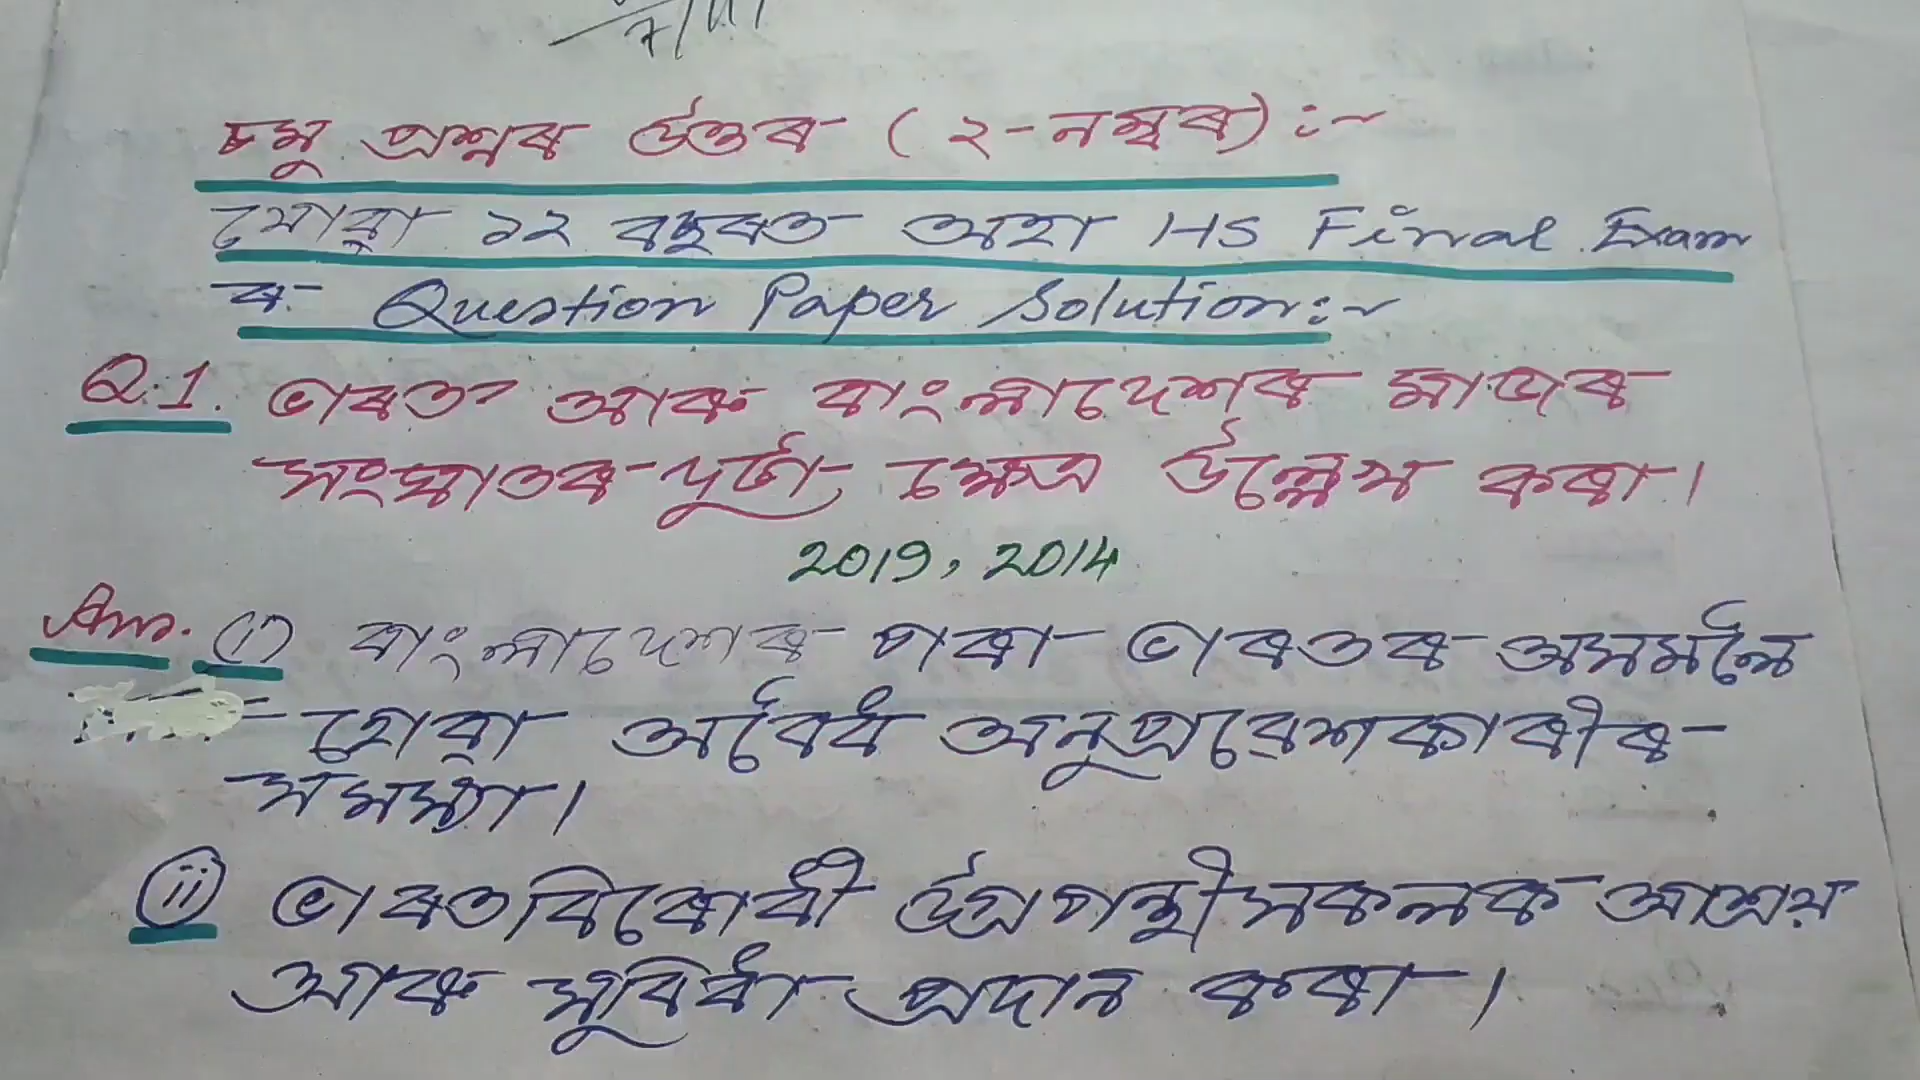 চমু প্ৰশ্নৰ উত্তৰ (২-নম্বৰ) :~
যোৱা ১২ বছৰত অহা HS Final Exam
ৰ Question Paper Solution:~
Q.1. ভাৰত আৰু বাংলাদেশৰ মাজৰ
সংঘাতৰ দুটা ক্ষেত্ৰ উল্লেখ কৰা।
2019, 2014
Ans. (i) বাংলাদেশৰ পৰা ভাৰতৰ অসমলৈ
হোৱা অবৈধ অনুপ্ৰবেশকাৰীৰ
সমস্যা।
(ii) ভাৰতবিৰোধী উগ্ৰপন্থীসকলক আশ্ৰয়
আৰু সুবিধা প্ৰদান কৰা।